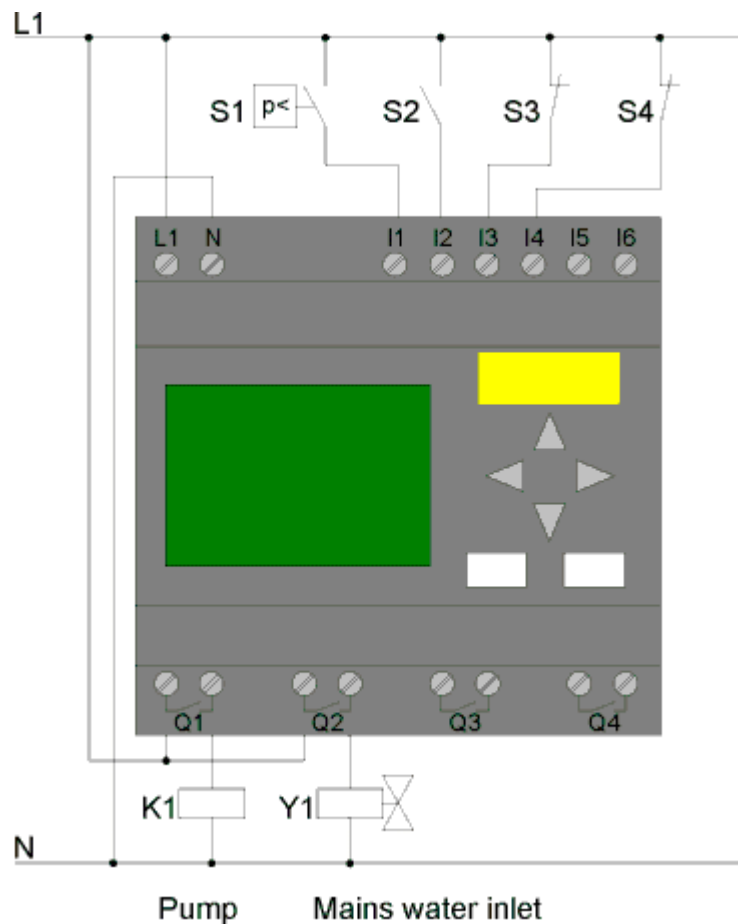 L1
S1 p< S2 S3 S4
L1 N I1 I2 I3 I4 I5 I6
Q1 Q2 Q3 Q4
K1 Y1
N
Pump Mains water inlet